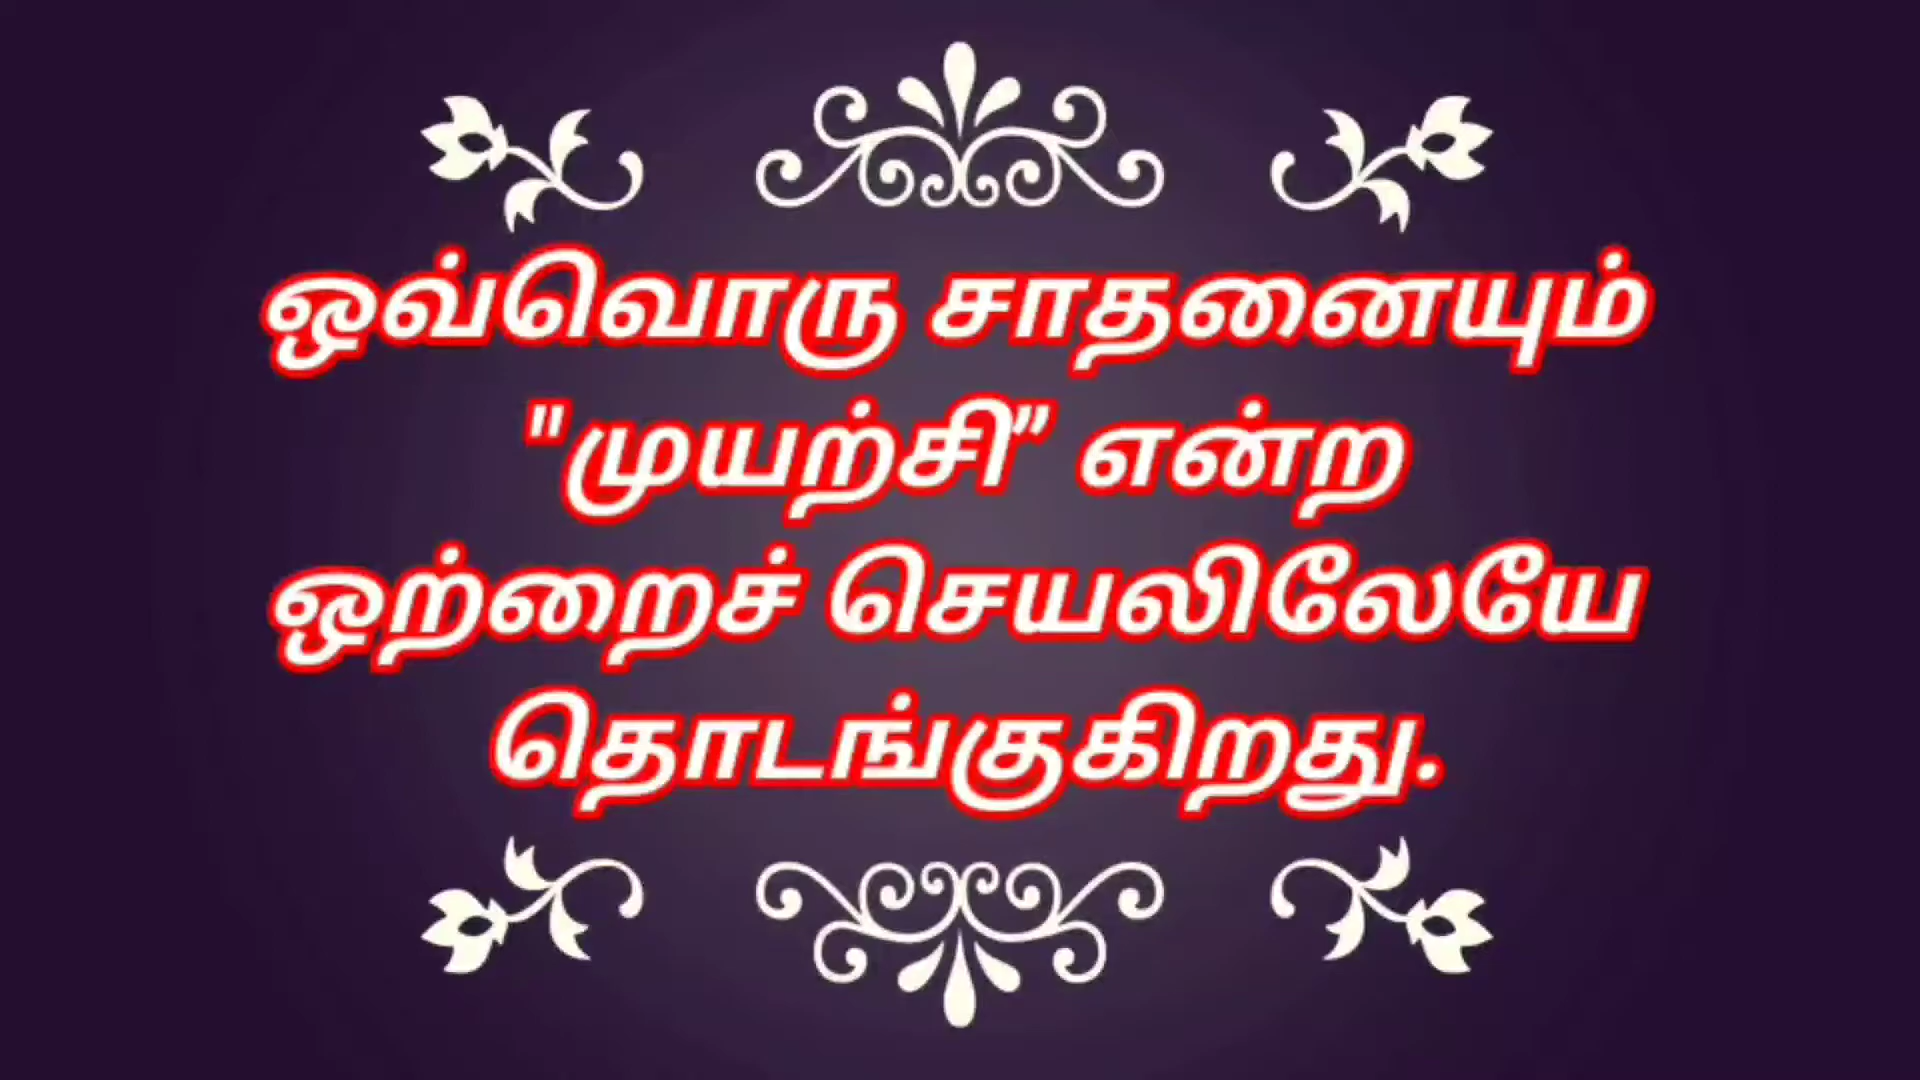 ஒவ்வொரு சாதனையும்
"முயற்சி” என்ற
ஒற்றைச் செயலிலேயே
தொடங்குகிறது.